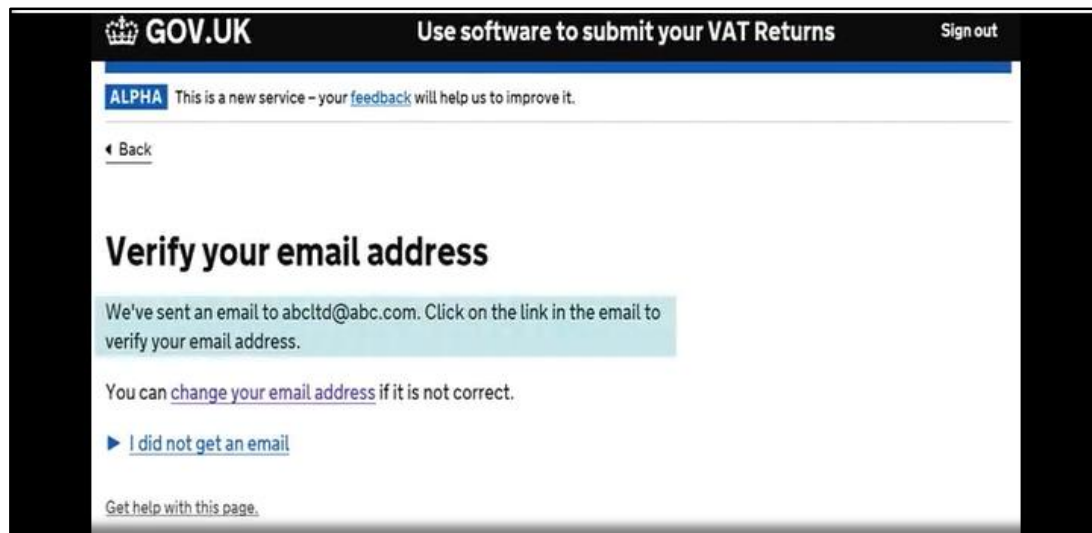 GOV.UK Use software to submit your VAT Returns Sign out
ALPHA This is a new service – your feedback will help us to improve it.
Back
Verify your email address
We've sent an email to abcltd@abc.com. Click on the link in the email to
verify your email address.
You can change your email address if it is not correct.
I did not get an email
Get help with this page.